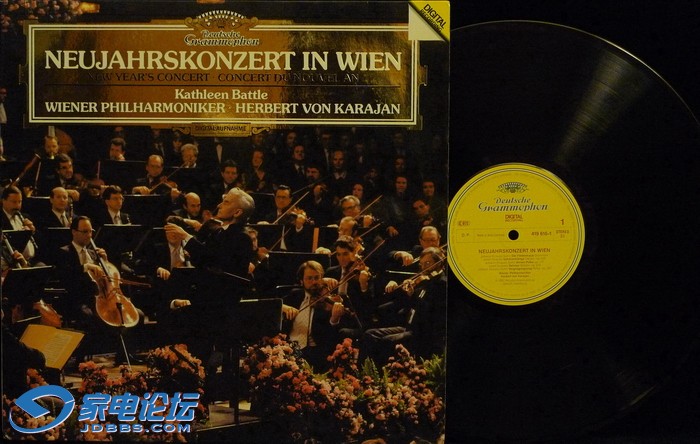 Deutsche
Grammophon
DIGITAL
NEUJAHRSKONZERT IN WIEN
NEW YEAR'S CONCERT · CONCERT DU NOUVEL AN
Kathleen Battle
WIENER PHILHARMONIKER · HERBERT VON KARAJAN
DIGITAL-AUFNAHME
Deutsche
Grammophon
DIGITAL
1
STEREO
NEUJAHRSKONZERT IN WIEN
家电论坛
JDBBS.COM